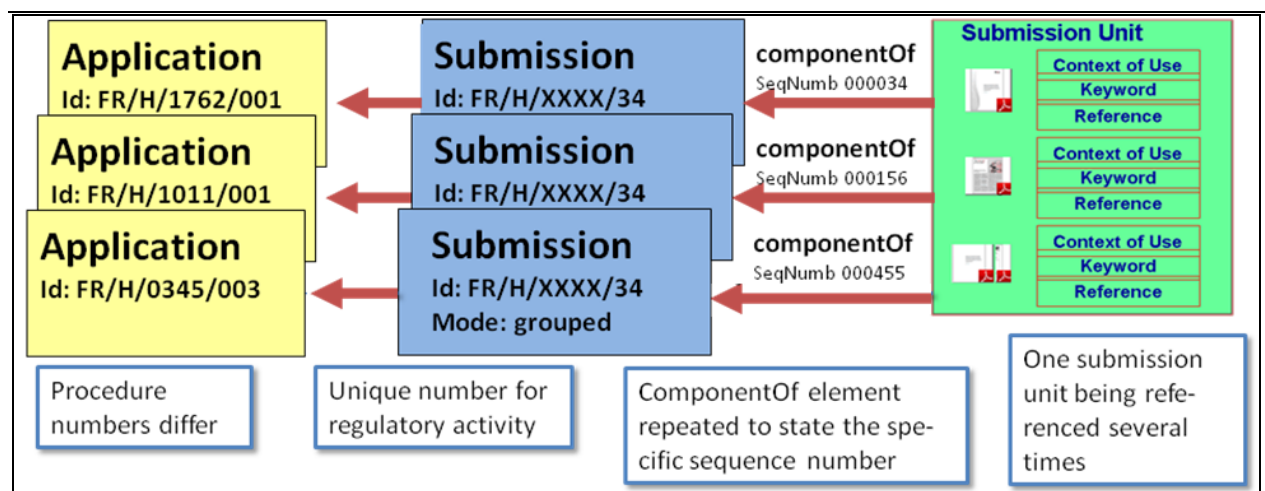 Application
Id: FR/H/1762/001
Application
Id: FR/H/1011/001
Application
Id: FR/H/0345/003
Submission
Id: FR/H/XXXX/34
Submission
Id: FR/H/XXXX/34
Submission
Id: FR/H/XXXX/34
Mode: grouped
componentOf
SeqNumb 000034
componentOf
SeqNumb 000156
componentOf
SeqNumb 000455
Submission Unit
Context of Use
Keyword
Reference
Context of Use
Keyword
Reference
Context of Use
Keyword
Reference
Procedure
numbers differ
Unique number for
regulatory activity
ComponentOf element
repeated to state the spe-
cific sequence number
One submission
unit being refe-
renced several
times